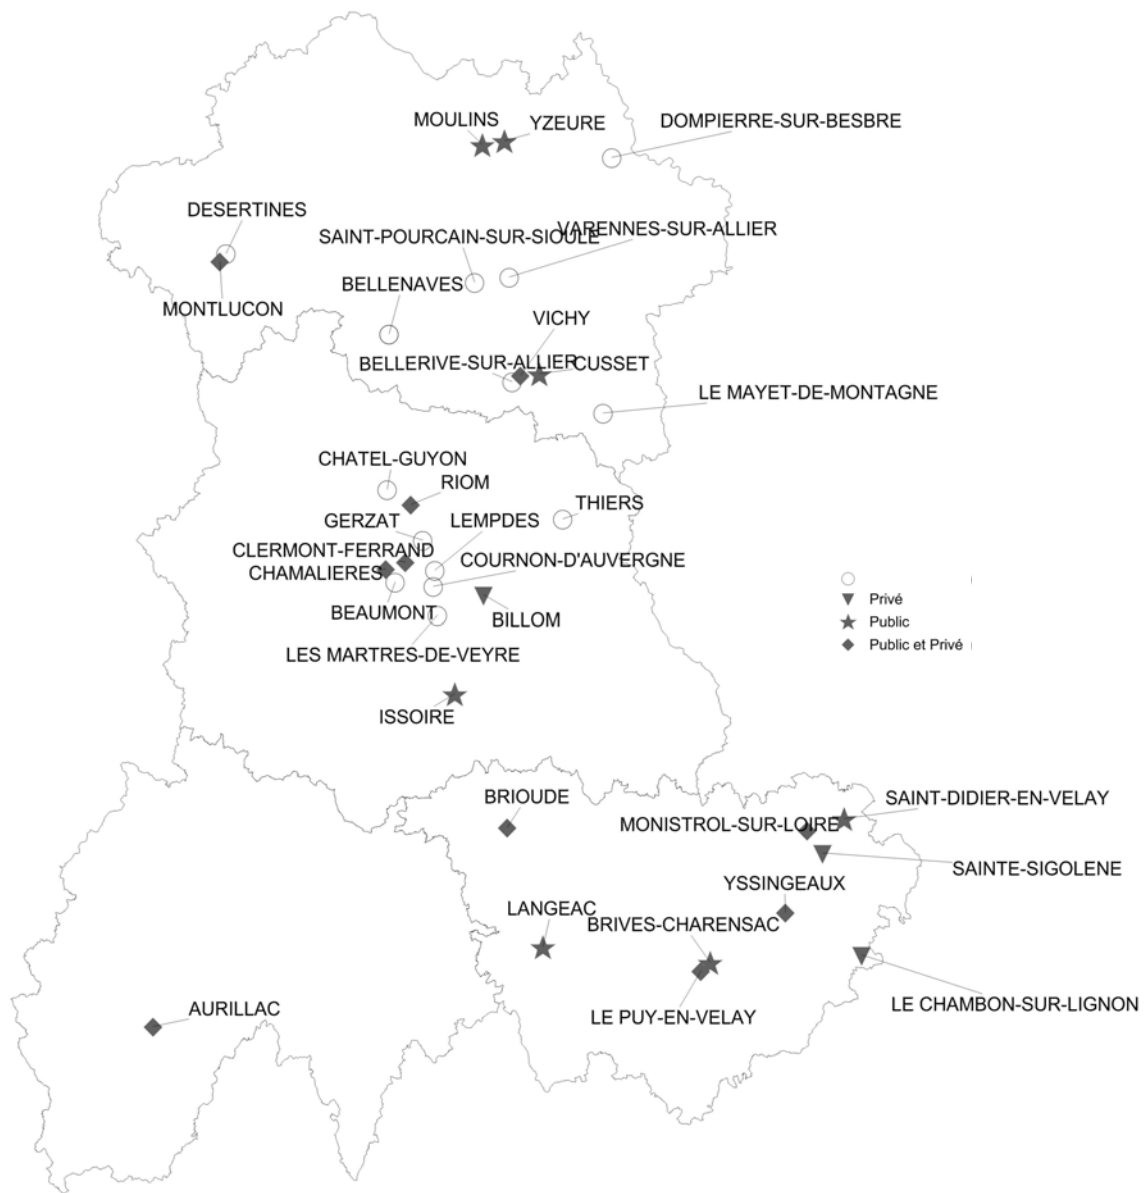 MOULINS
YZEURE
DOMPIERRE-SUR-BESBRE
DESERTINES
SAINT-POURCAIN-SUR-SIOULE
VARENNES-SUR-ALLIER
BELLENAVES
MONTLUCON
VICHY
BELLERIVE-SUR-ALLIER
CUSSET
LE MAYET-DE-MONTAGNE
CHATEL-GUYON
RIOM
THIERS
GERZAT
LEMPDES
CLERMONT-FERRAND
COURNON-D'AUVERGNE
CHAMALIERES
BEAUMONT
BILLOM
LES MARTRES-DE-VEYRE
ISSOIRE
Privé
Public
Public et Privé
BRIOUDE
SAINT-DIDIER-EN-VELAY
MONISTROL-SUR-LOIRE
SAINTE-SIGOLENE
YSSINGEAUX
LANGEAC
BRIVES-CHARENSAC
LE CHAMBON-SUR-LIGNON
AURILLAC
LE PUY-EN-VELAY